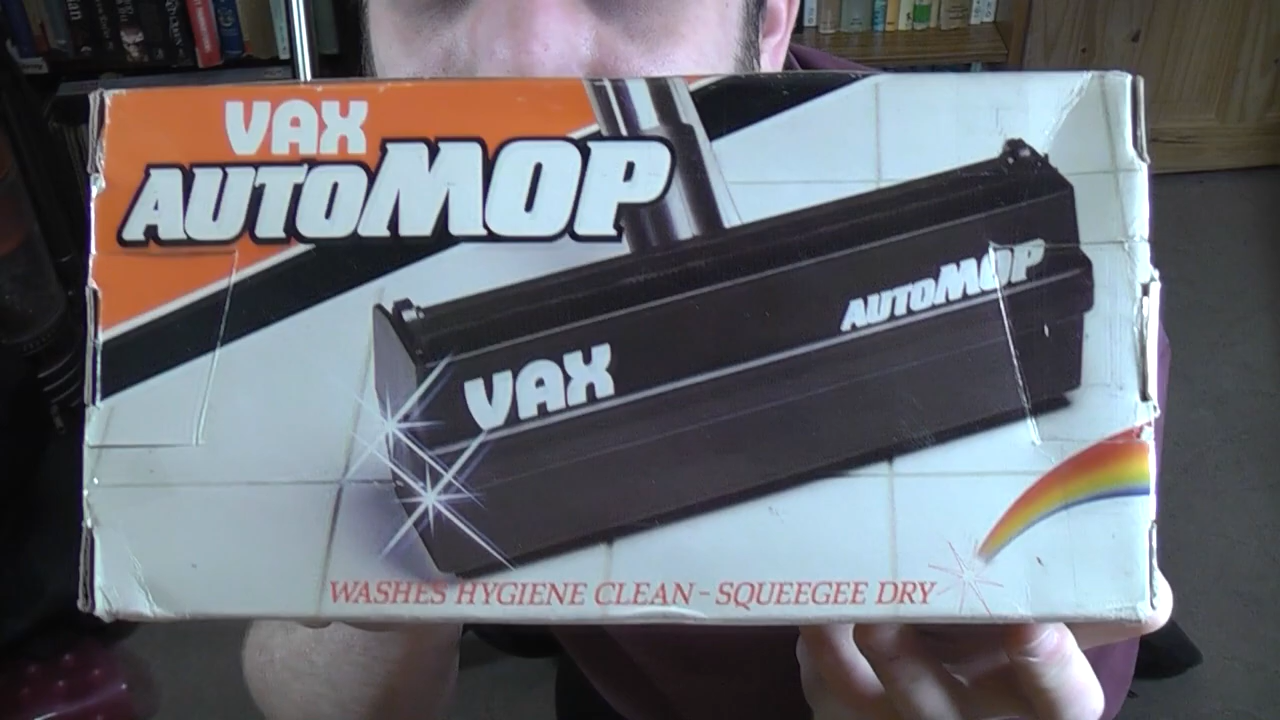 VAX
AUTOMOP
AUTOMOP
VAX
WASHES HYGIENE CLEAN - SQUEEGEE DRY